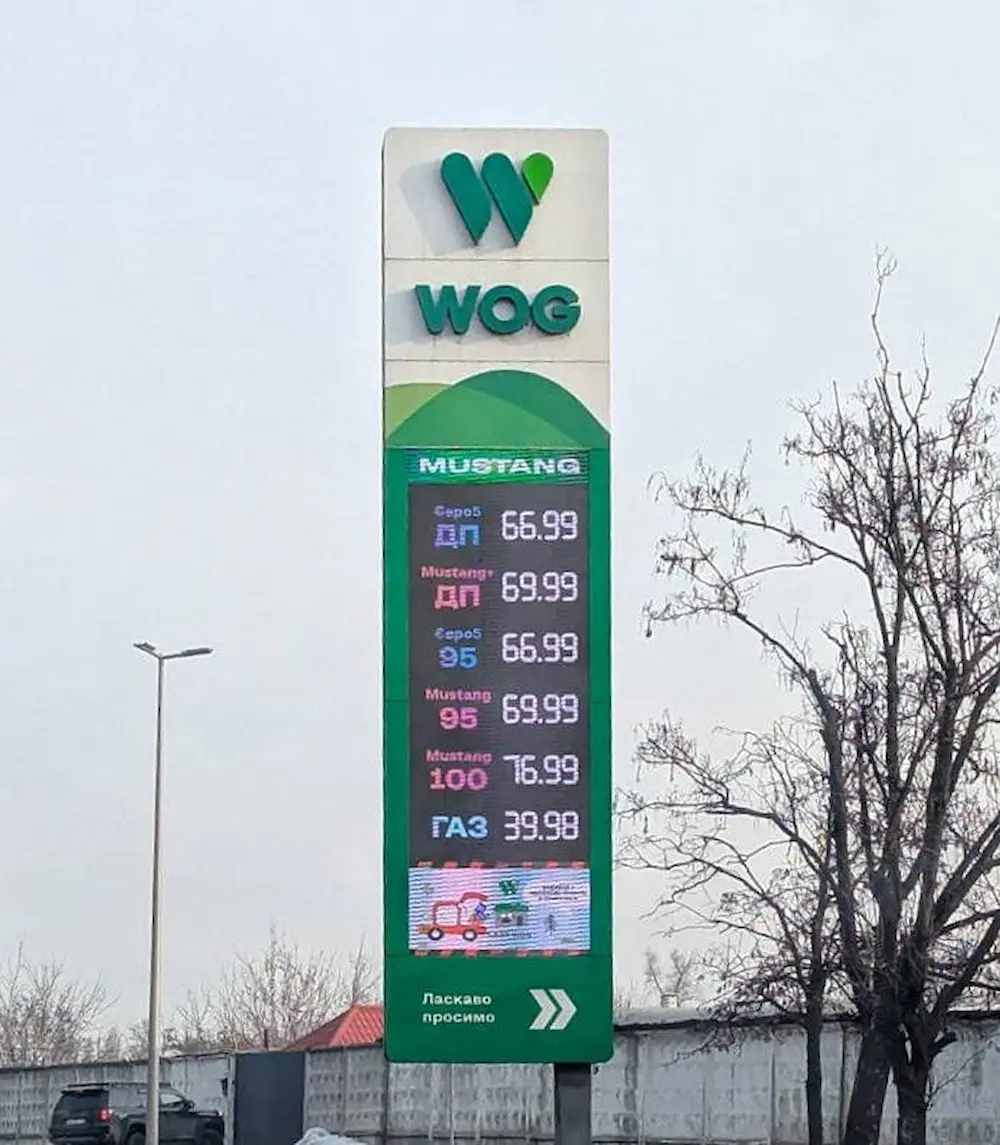 WOG
MUSTANG
Євро5
ДП 66.99
Mustang+
ДП 69.99
Євро5
95 66.99
Mustang
95 69.99
Mustang
100 76.99
ГАЗ 39.98
Ласкаво
просимо